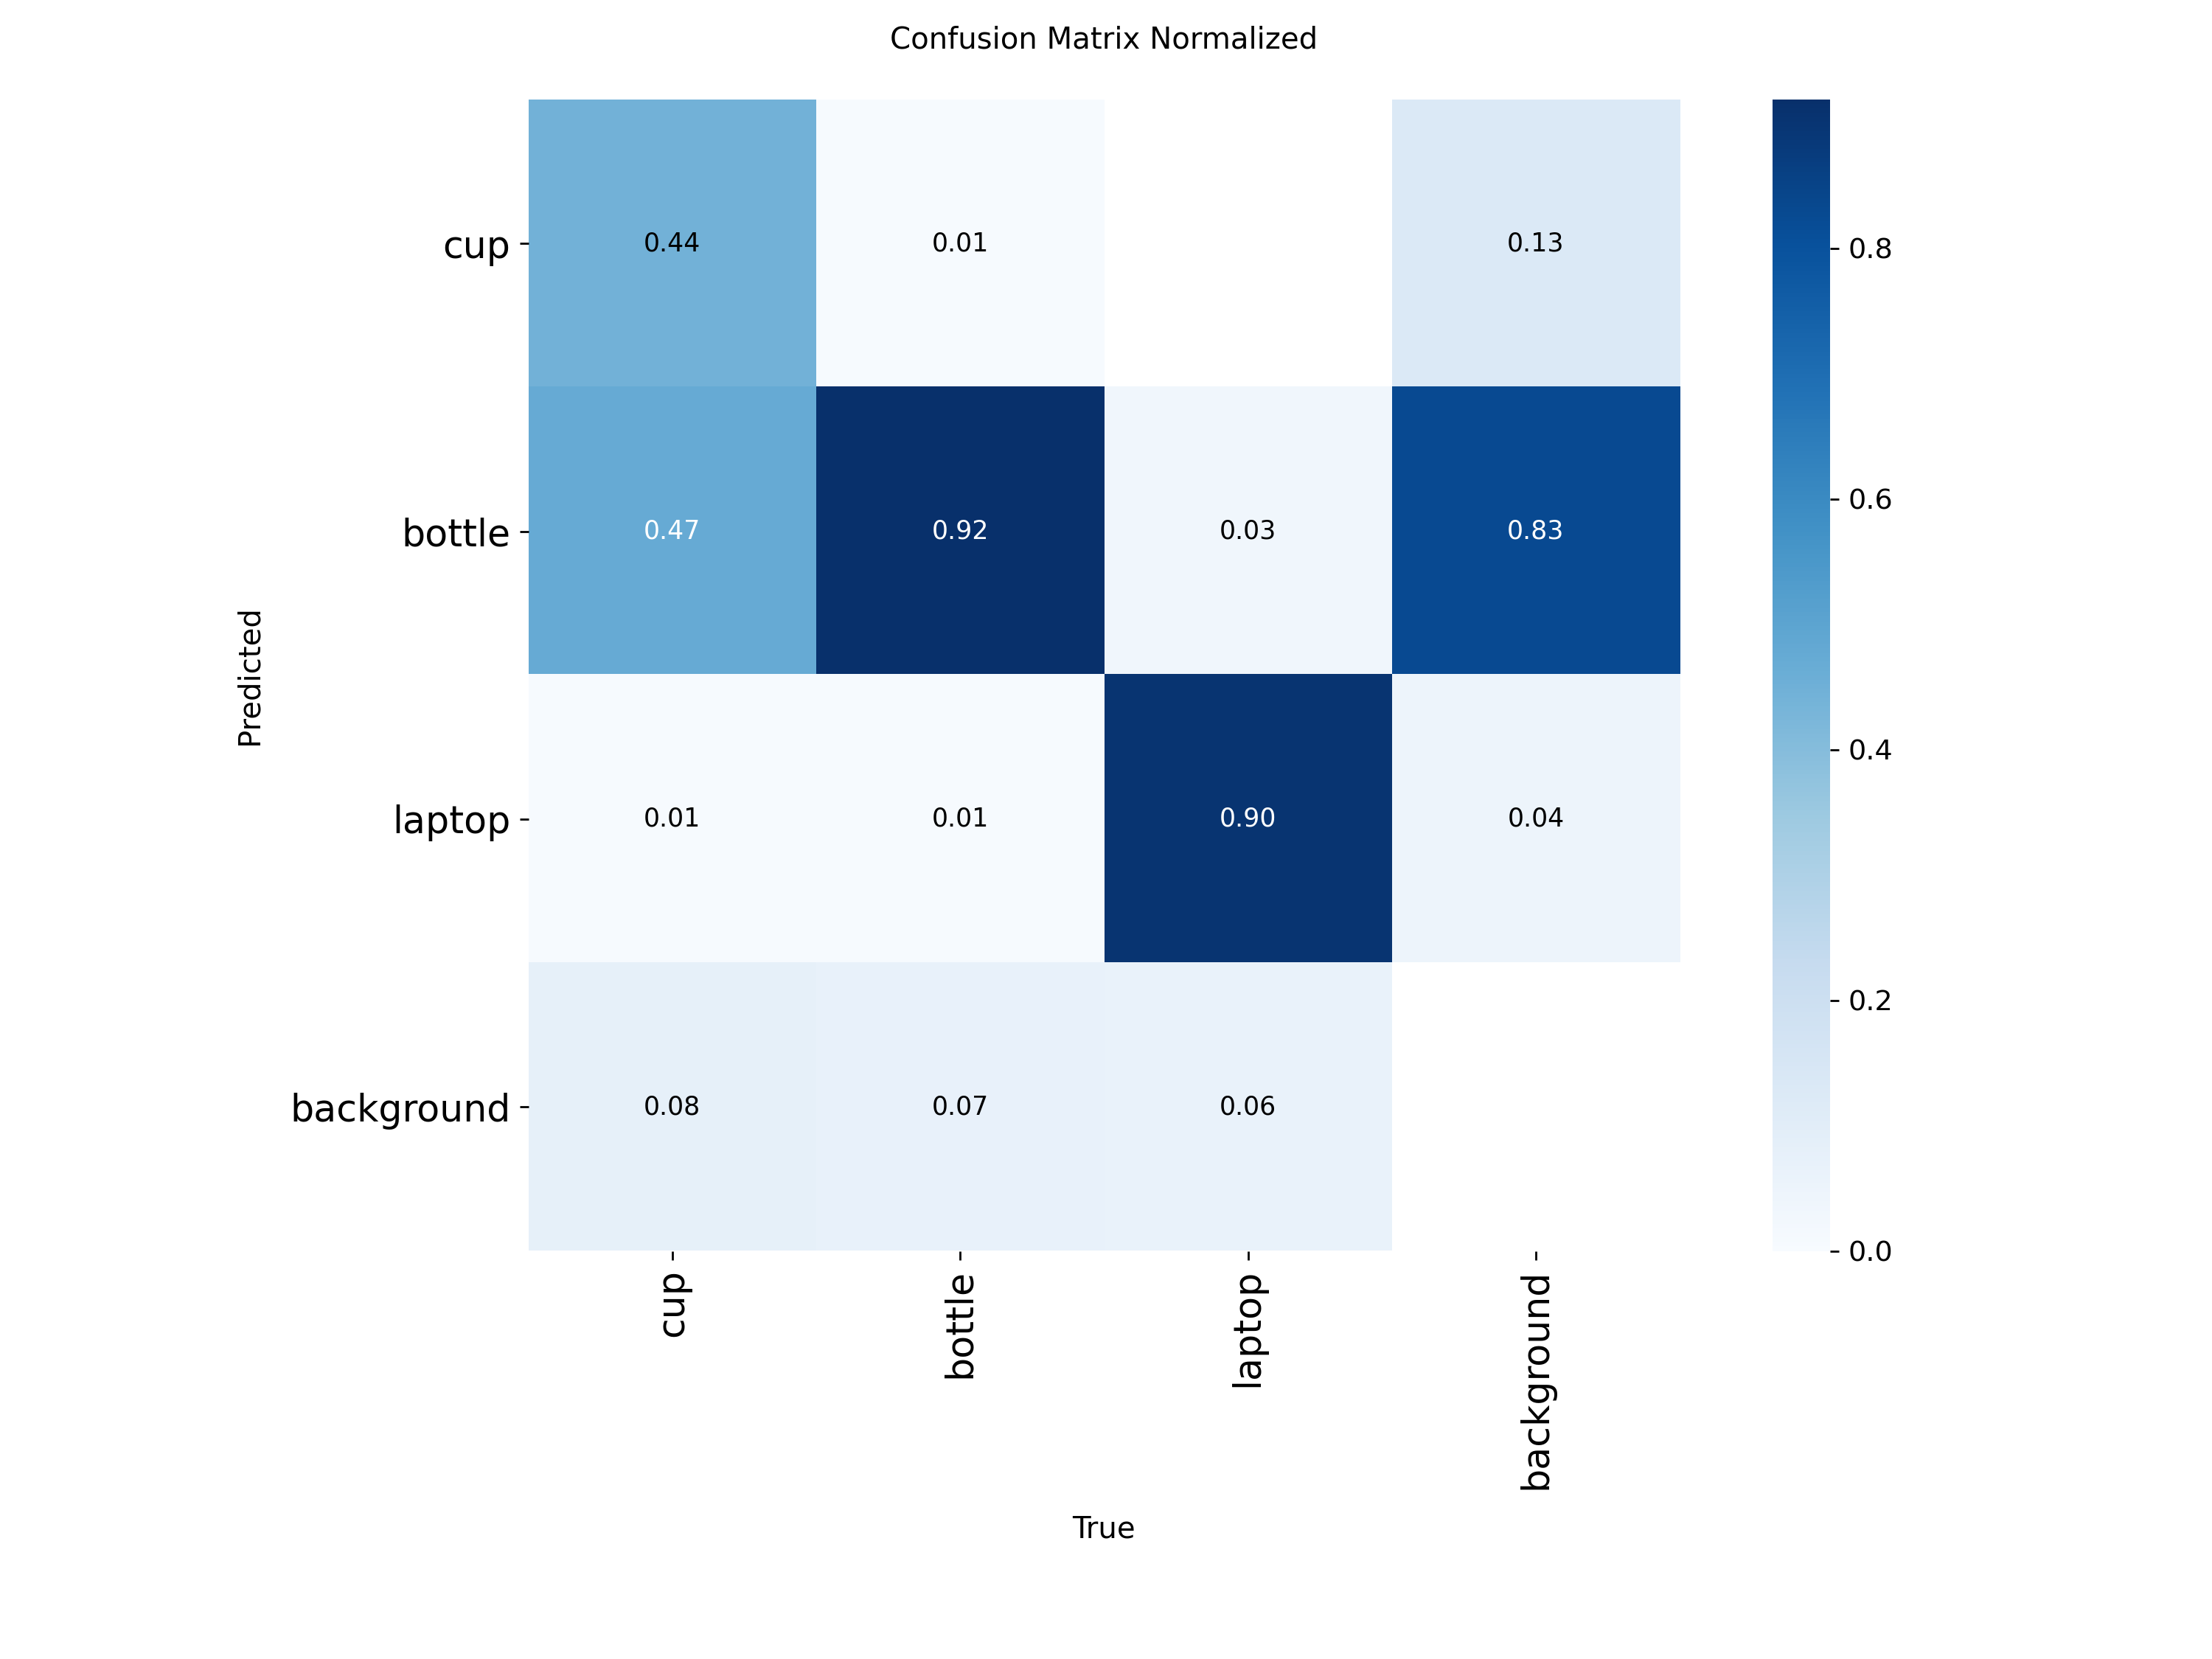 Confusion Matrix Normalized
cup 0.44 0.01 0.13
bottle 0.47 0.92 0.03 0.83
laptop 0.01 0.01 0.90 0.04
background 0.08 0.07 0.06
Predicted
cup bottle laptop background
True
0.8
0.6
0.4
0.2
0.0